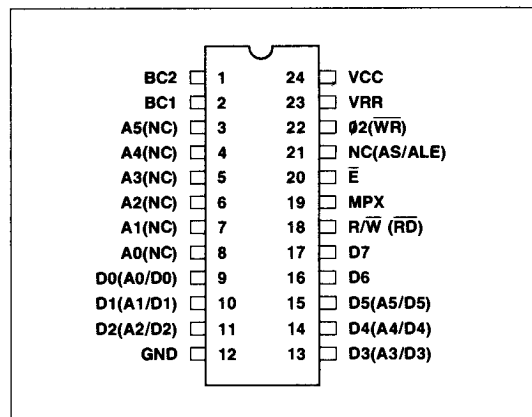 BC2 1 24 VCC
BC1 2 23 VRR
A5(NC) 3 22 Ø2(W̅R̅)
A4(NC) 4 21 NC(AS/ALE)
A3(NC) 5 20 E̅
A2(NC) 6 19 MPX
A1(NC) 7 18 R/W̅ (R̅D̅)
A0(NC) 8 17 D7
D0(A0/D0) 9 16 D6
D1(A1/D1) 10 15 D5(A5/D5)
D2(A2/D2) 11 14 D4(A4/D4)
GND 12 13 D3(A3/D3)